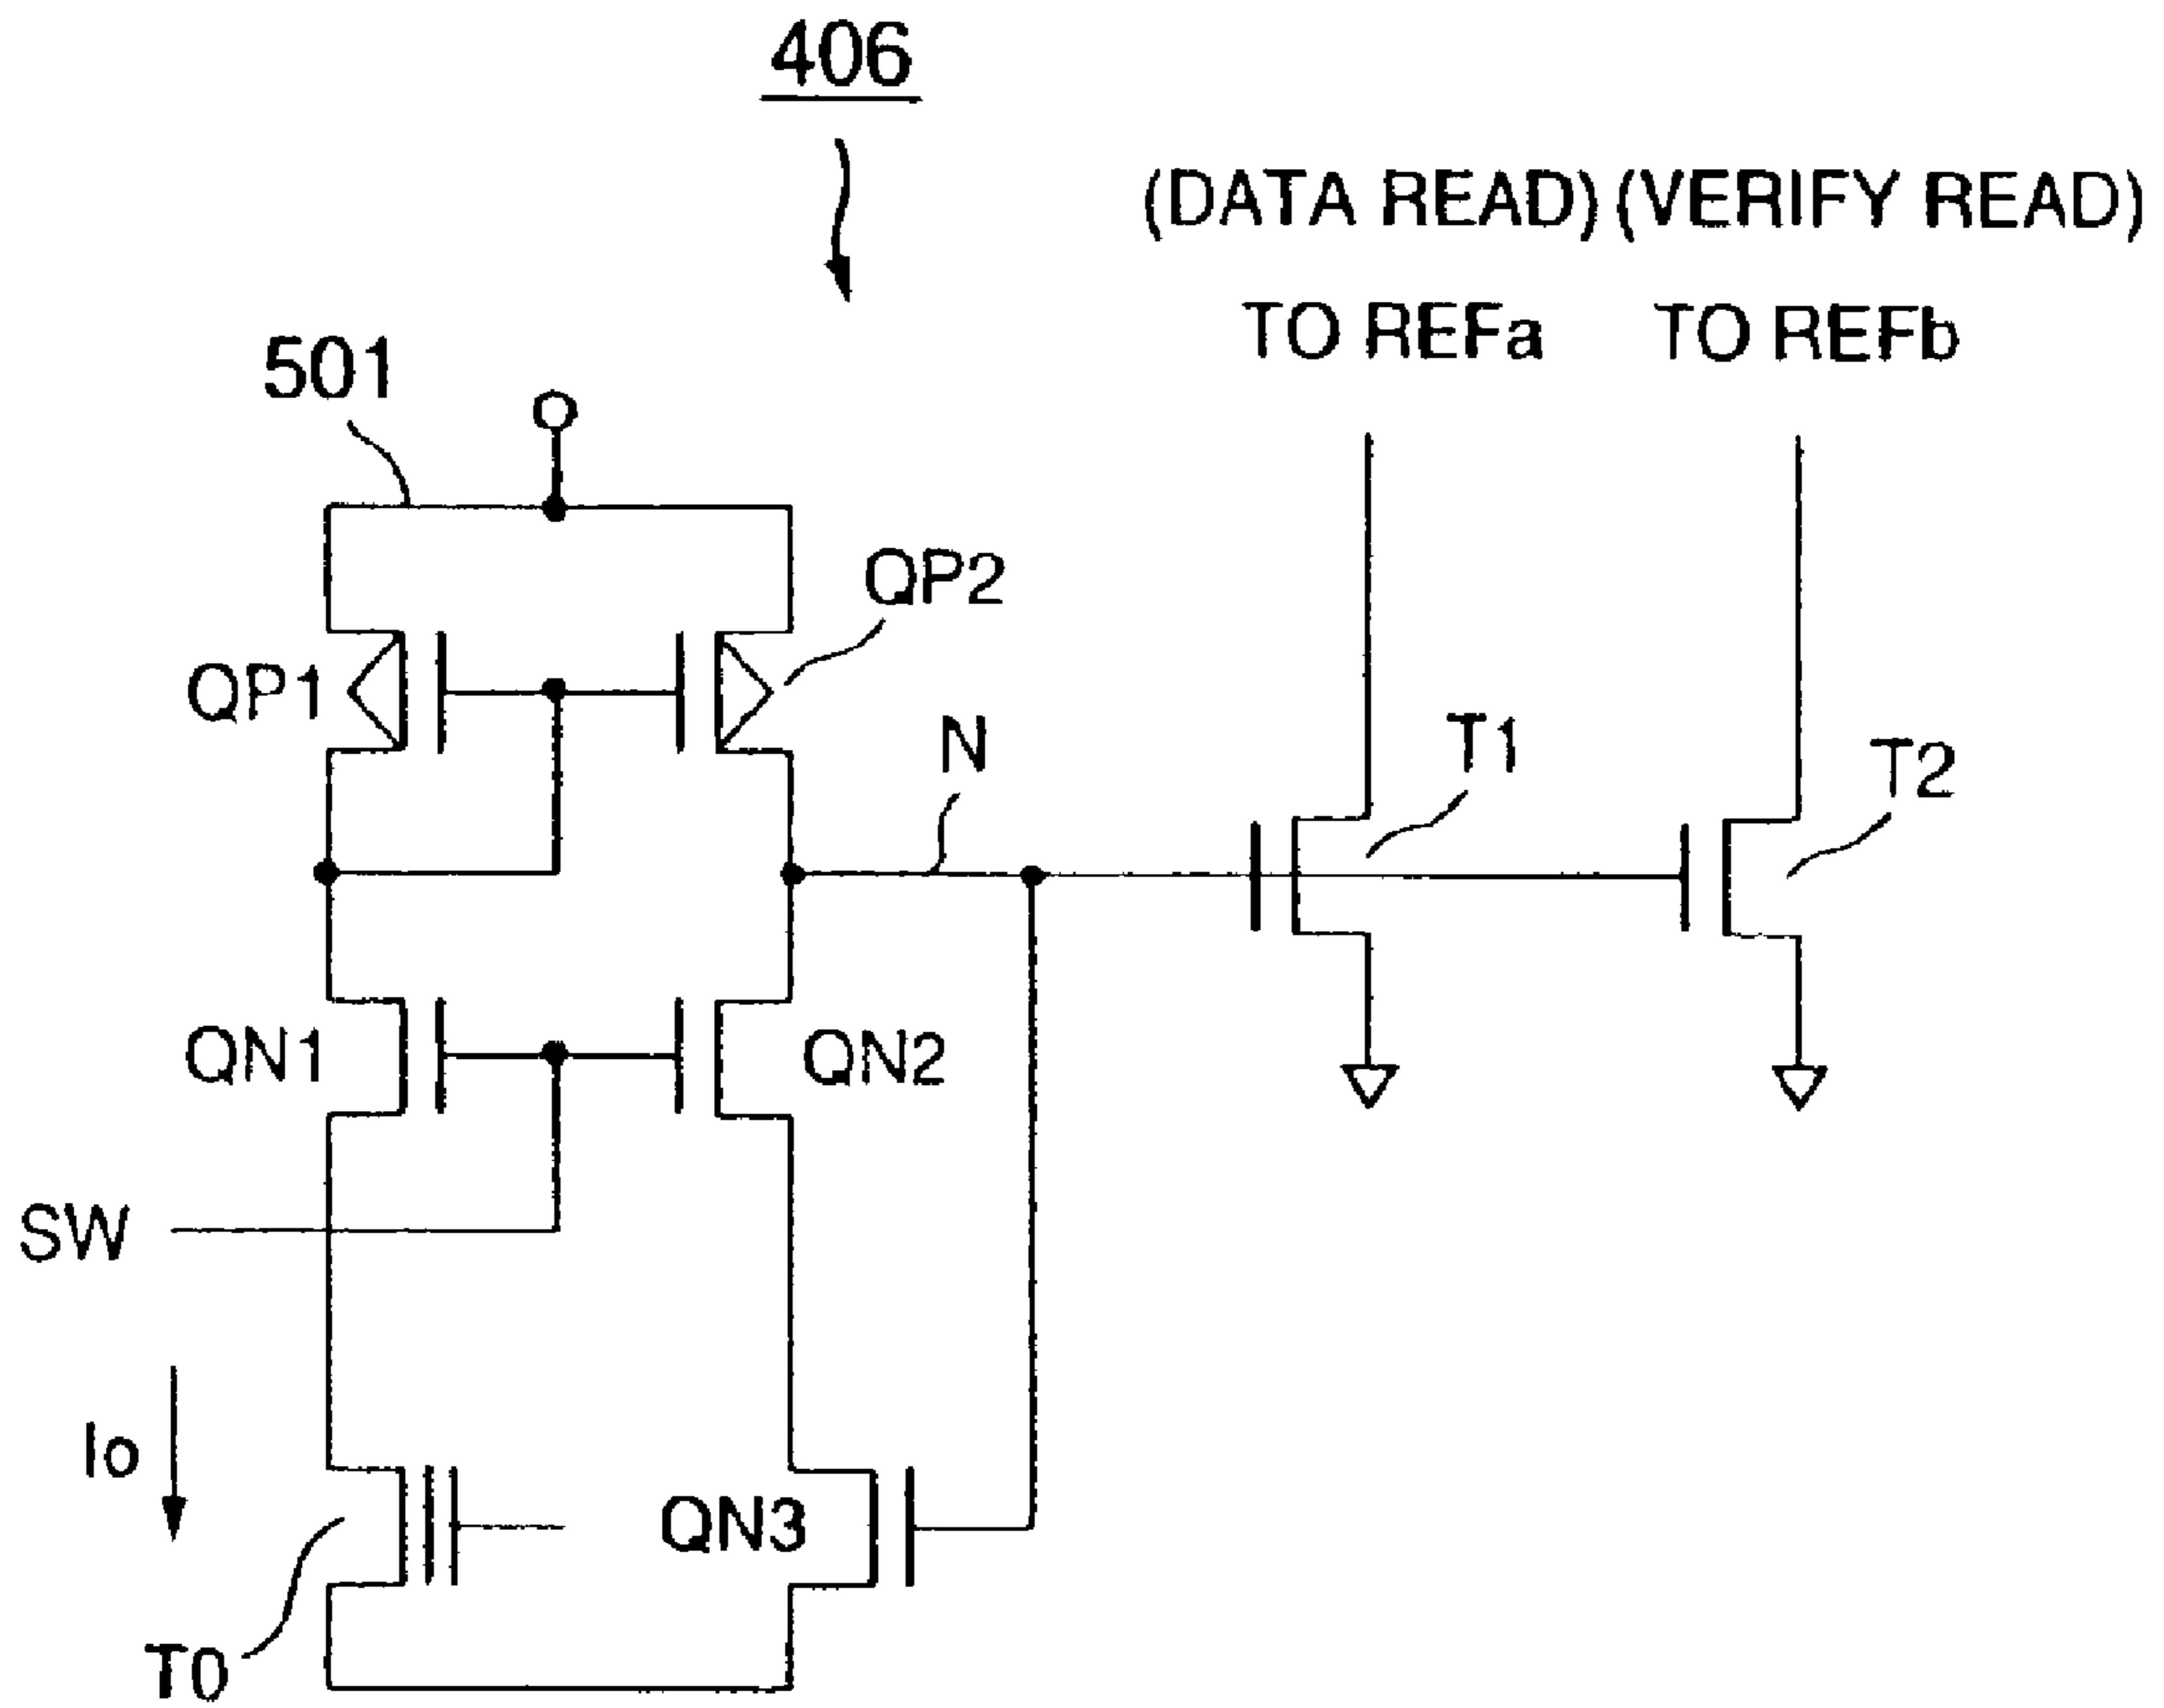 406
(DATA READ) (VERIFY READ)
TO REFa TO REFb
501
QP2
QP1
N
T1
T2
QN1
QN2
SW
Io
QN3
T0